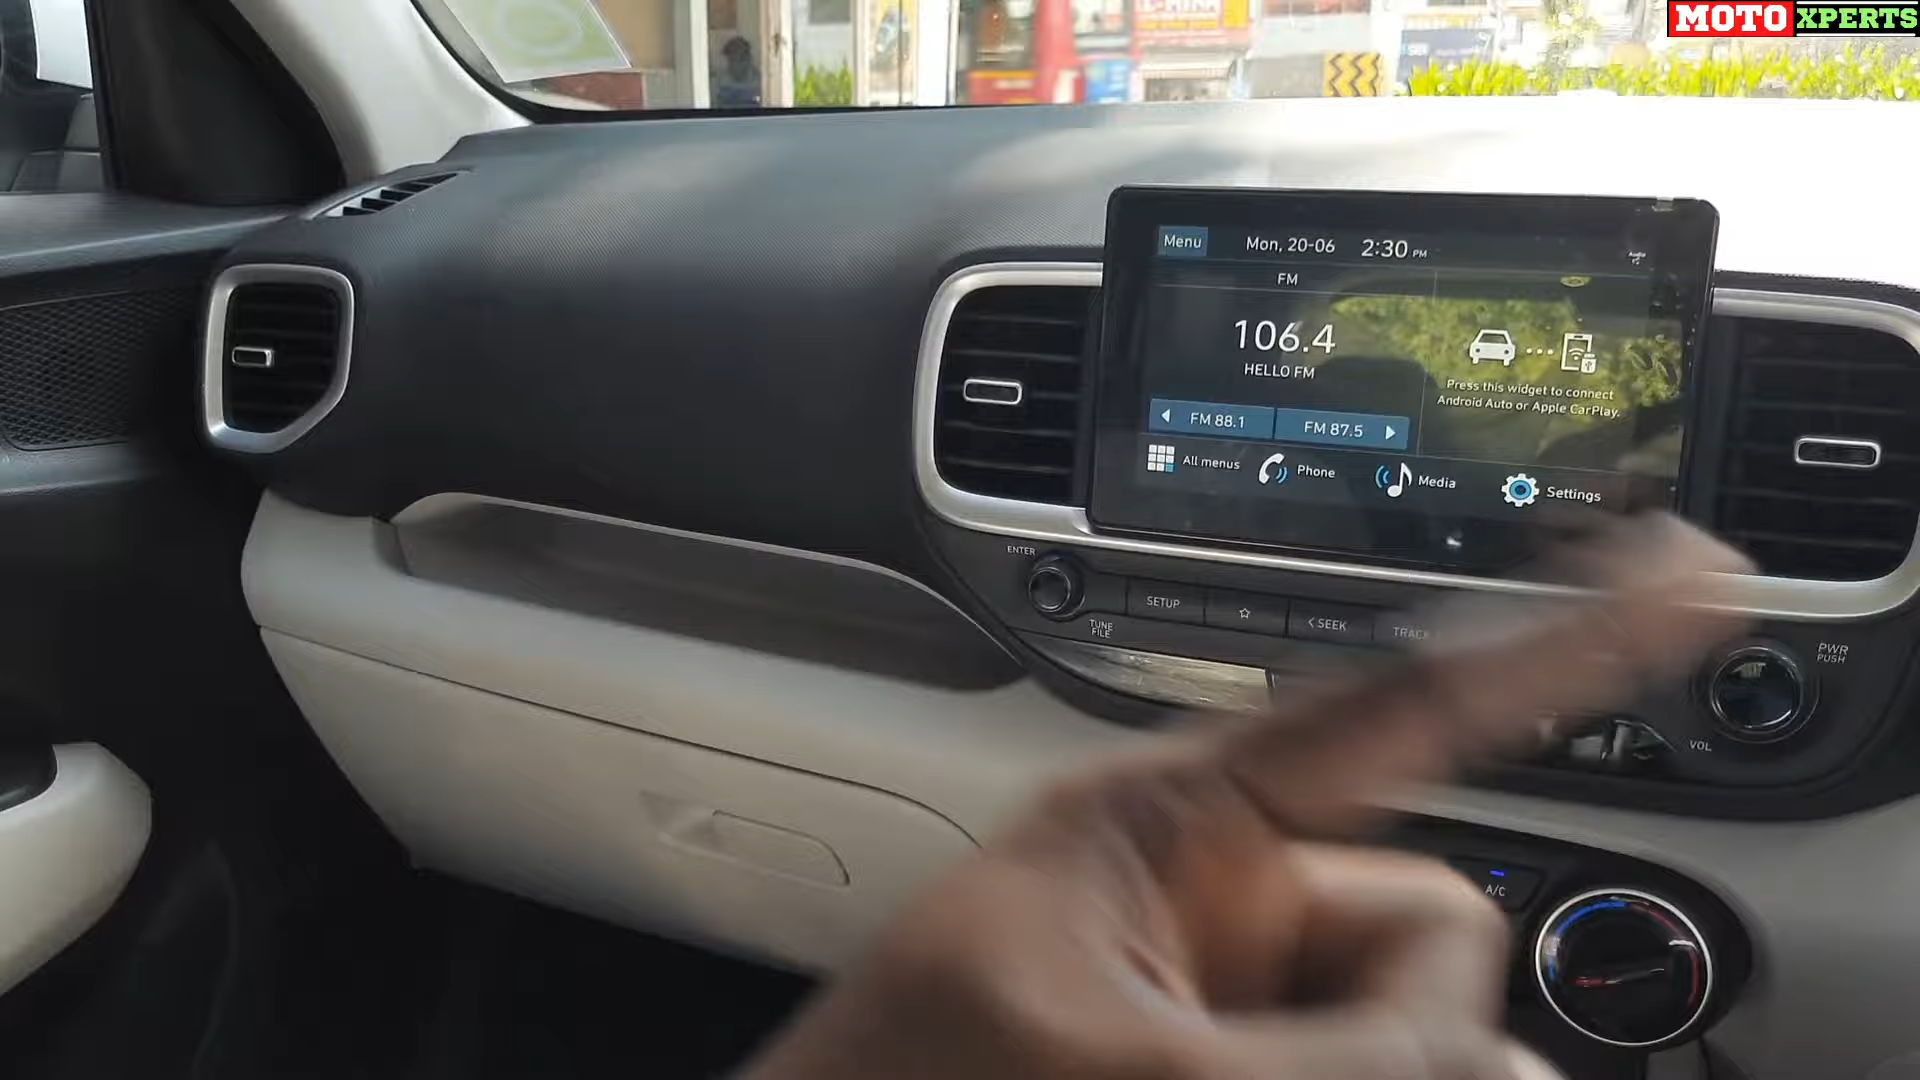 MOTO XPERTS
Menu
Mon, 20-06 2:30 PM
Audio
FM
106.4
HELLO FM
Press this widget to connect
Android Auto or Apple CarPlay.
FM 88.1
FM 87.5
All menus
Phone
Media
Settings
ENTER
TUNE
FILE
SETUP
< SEEK
TRACK
PWR
PUSH
VOL
A/C